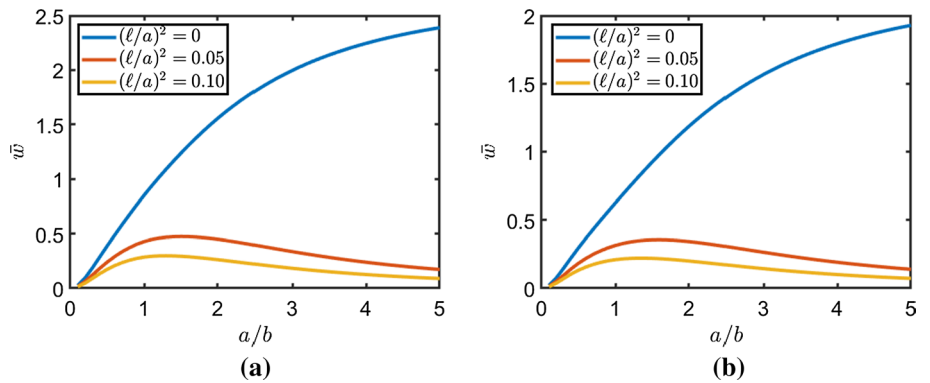 2.5
2
1.5
1
0.5
0
w̄
(ℓ/a)² = 0
(ℓ/a)² = 0.05
(ℓ/a)² = 0.10
0 1 2 3 4 5
a/b
(a)
2
1.5
1
0.5
0
w̄
(ℓ/a)² = 0
(ℓ/a)² = 0.05
(ℓ/a)² = 0.10
0 1 2 3 4 5
a/b
(b)